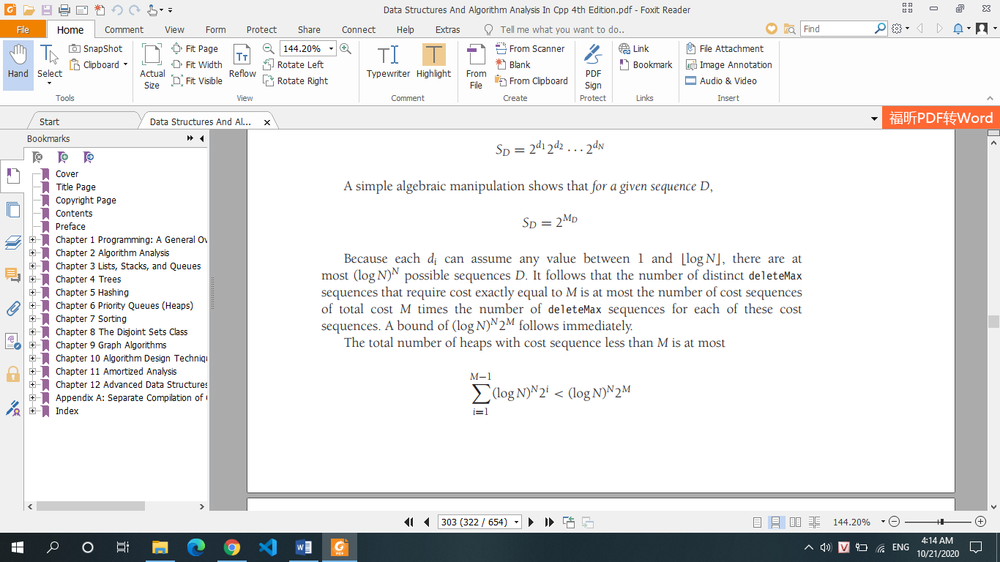 Data Structures And Algorithm Analysis In Cpp 4th Edition.pdf - Foxit Reader
File Home Comment View Form Protect Share Connect Help Extras Tell me what you want to do.. Find
Hand
Select
SnapShot
Clipboard
Tools
Actual Size
Fit Page
Fit Width
Fit Visible
Reflow
144.20%
Rotate Left
Rotate Right
View
Typewriter
Highlight
Comment
From File
From Scanner
Blank
From Clipboard
Create
PDF Sign
Protect
Link
Bookmark
Links
File Attachment
Image Annotation
Audio & Video
Insert
Start
Data Structures And Al...
福昕PDF转Word
Bookmarks
Cover
Title Page
Copyright Page
Contents
Preface
Chapter 1 Programming: A General Ov
Chapter 2 Algorithm Analysis
Chapter 3 Lists, Stacks, and Queues
Chapter 4 Trees
Chapter 5 Hashing
Chapter 6 Priority Queues (Heaps)
Chapter 7 Sorting
Chapter 8 The Disjoint Sets Class
Chapter 9 Graph Algorithms
Chapter 10 Algorithm Design Techniqu
Chapter 11 Amortized Analysis
Chapter 12 Advanced Data Structures
Appendix A: Separate Compilation of
Index
S_D = 2^{d_1}2^{d_2} ⋯ 2^{d_N}
A simple algebraic manipulation shows that for a given sequence D,
S_D = 2^{M_D}
Because each d_i can assume any value between 1 and ⌊log N⌋, there are at
most (log N)^N possible sequences D. It follows that the number of distinct deleteMax
sequences that require cost exactly equal to M is at most the number of cost sequences
of total cost M times the number of deleteMax sequences for each of these cost
sequences. A bound of (log N)^N 2^M follows immediately.
The total number of heaps with cost sequence less than M is at most
∑_{i=1}^{M−1} (log N)^N 2^i < (log N)^N 2^M
303 (322 / 654)
144.20%
ENG
4:14 AM
10/21/2020